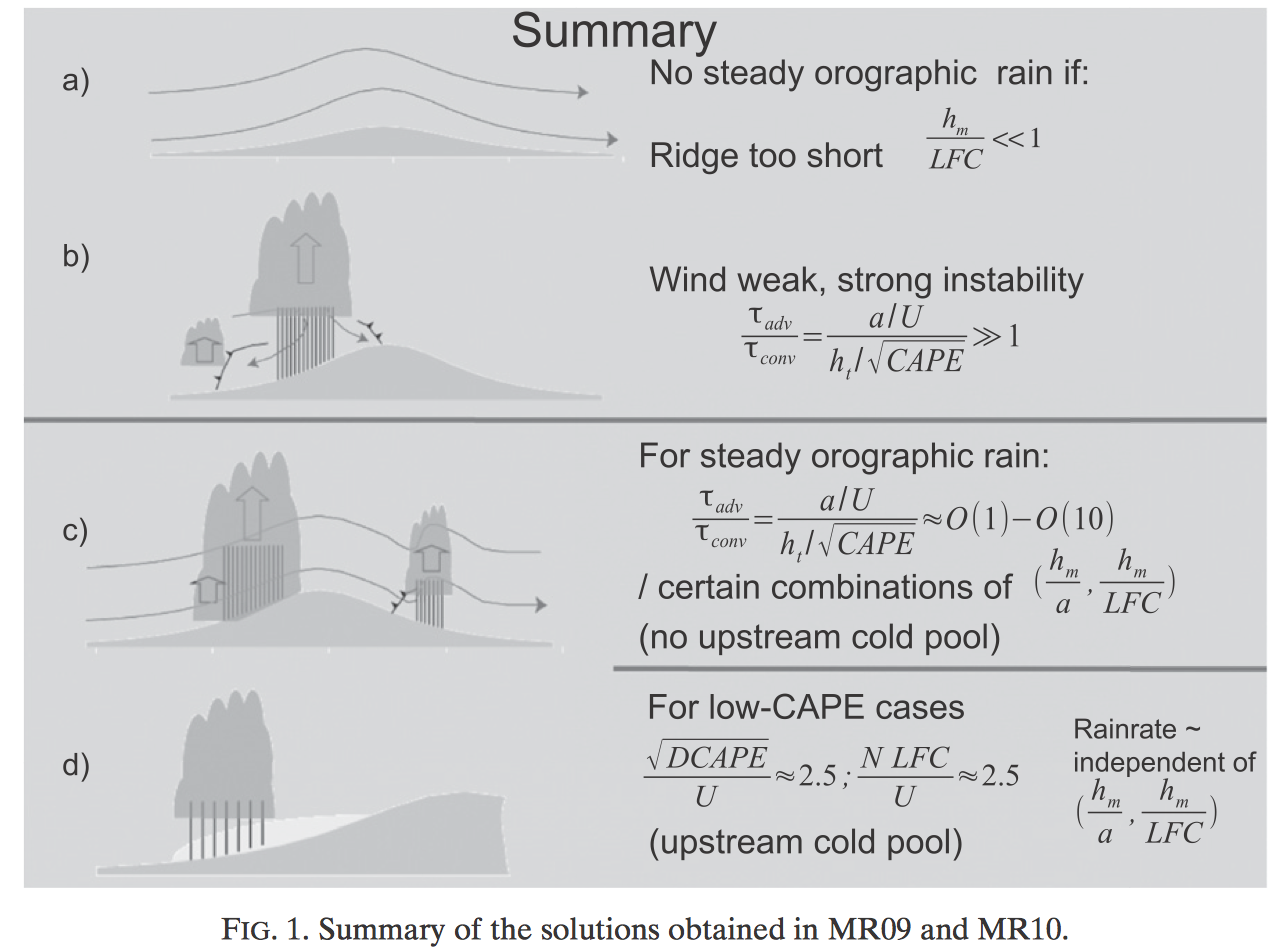 Summary
a)
No steady orographic rain if:
Ridge too short h_m/LFC <<1
b)
Wind weak, strong instability
τ_adv/τ_conv = (a/U)/(h_t/√CAPE) ≫ 1
c)
For steady orographic rain:
τ_adv/τ_conv = (a/U)/(h_t/√CAPE) ≈ O(1)−O(10)
/ certain combinations of (h_m/a , h_m/LFC)
(no upstream cold pool)
d)
For low-CAPE cases
√DCAPE/U ≈ 2.5 ; N LFC/U ≈ 2.5
(upstream cold pool)
Rainrate ~
independent of
(h_m/a , h_m/LFC)
FIG. 1. Summary of the solutions obtained in MR09 and MR10.